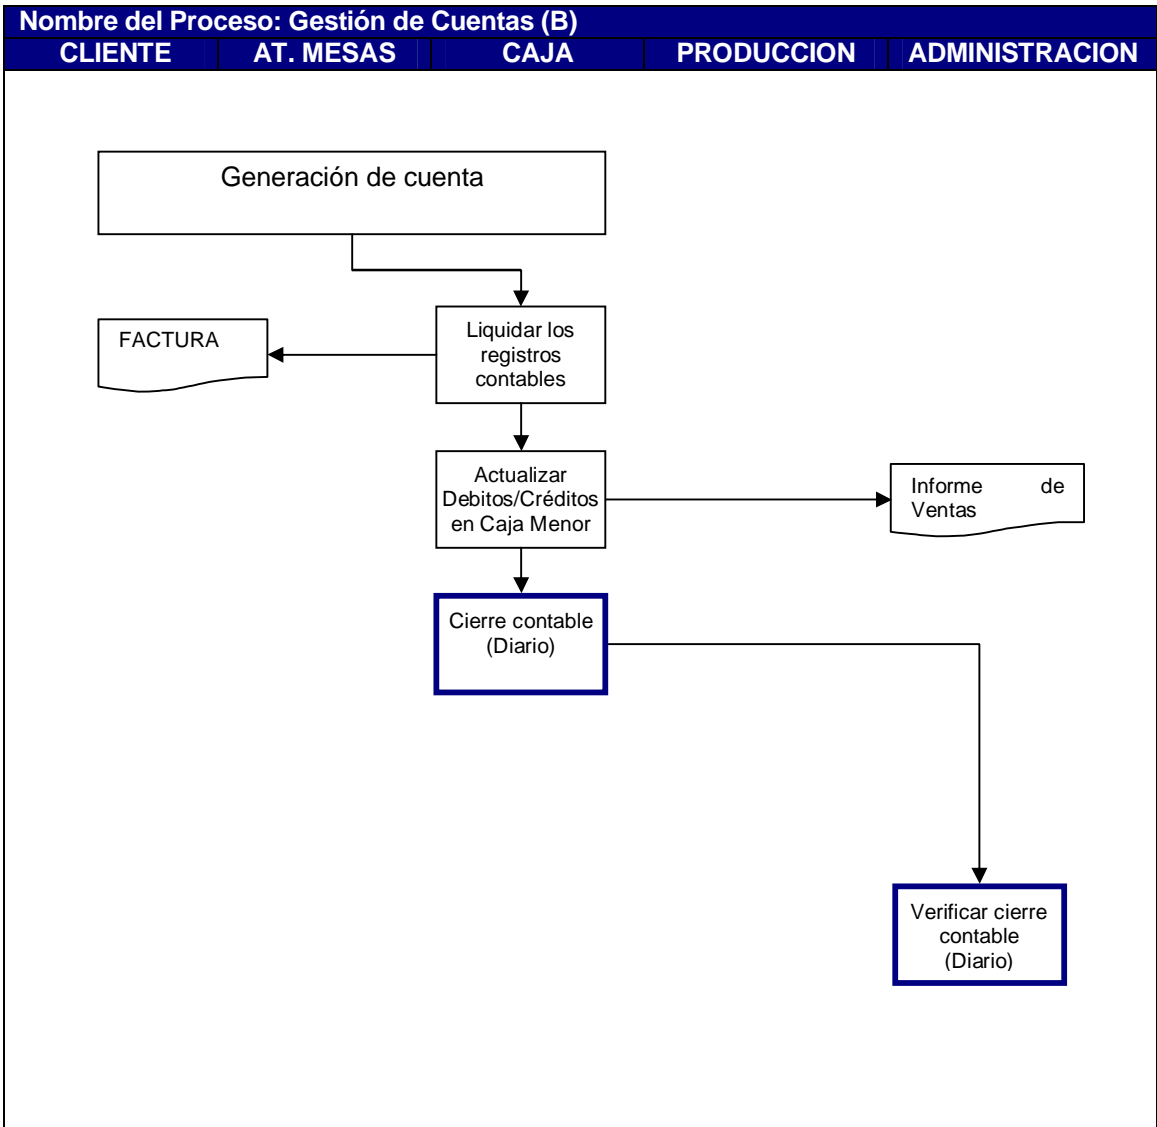 Nombre del Proceso: Gestión de Cuentas (B)
CLIENTE AT. MESAS CAJA PRODUCCION ADMINISTRACION
Generación de cuenta
FACTURA
Liquidar los
registros
contables
Actualizar
Debitos/Créditos
en Caja Menor
Informe de
Ventas
Cierre contable
(Diario)
Verificar cierre
contable
(Diario)